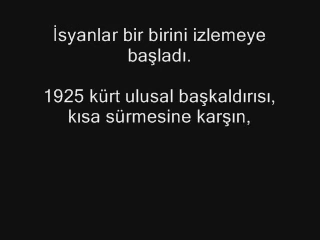 İsyanlar bir birini izlemeye
başladı.
1925 kürt ulusal başkaldırısı,
kısa sürmesine karşın,